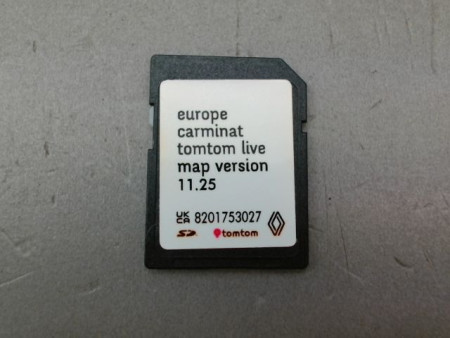 europe
carminat
tomtom live
map version
11.25
UK
CA 8201753027
SD tomtom